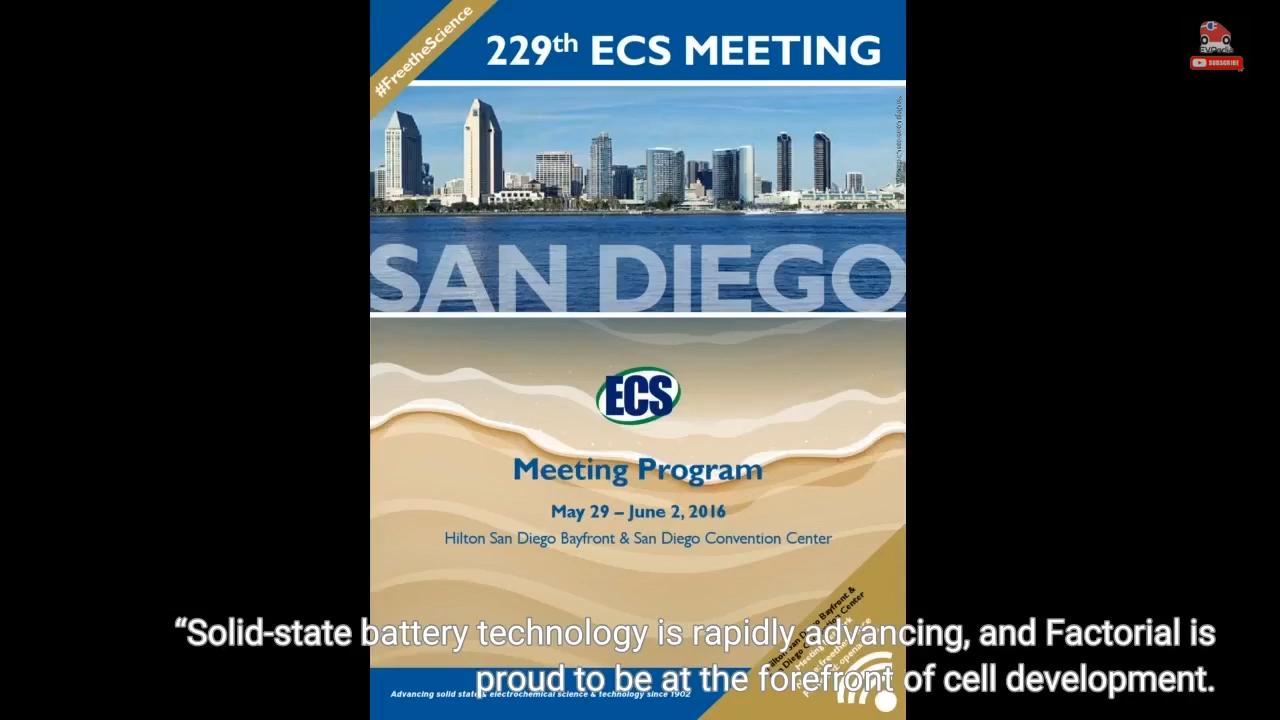 #FreetheScience
229th ECS MEETING
SUBSCRIBE
SAN DIEGO
ECS
Meeting Program
May 29 – June 2, 2016
Hilton San Diego Bayfront & San Diego Convention Center
“Solid-state battery technology is rapidly advancing, and Factorial is
proud to be at the forefront of cell development.
Advancing solid state & electrochemical science & technology since 1902